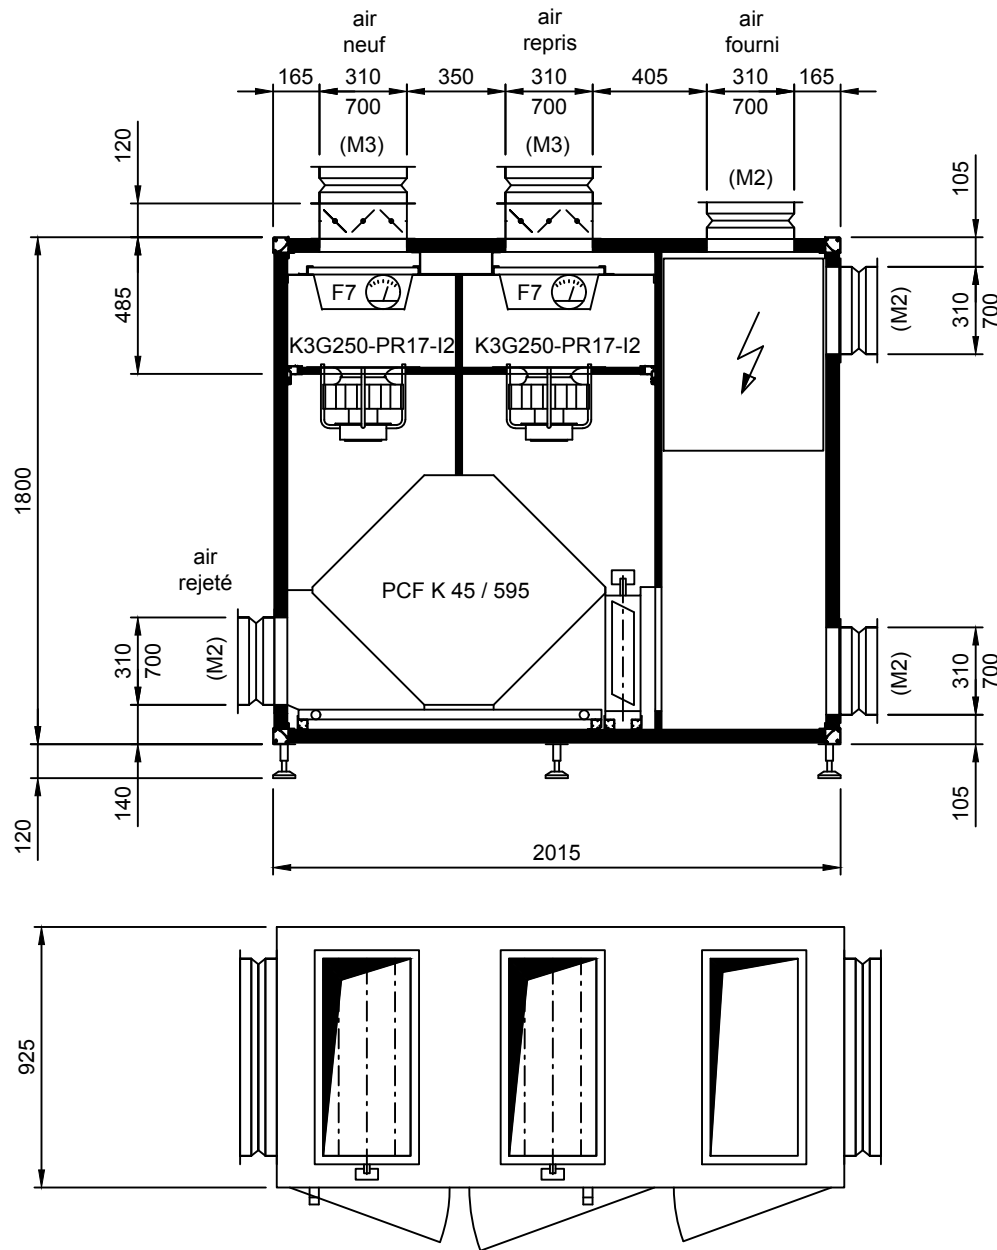 air
neuf
air
repris
air
fourni
165
310
350
310
405
310
165
700
700
700
(M3)
(M3)
(M2)
120
105
F7
F7
485
(M2)
310
700
K3G250-PR17-I2
K3G250-PR17-I2
1800
air
rejeté
PCF K 45 / 595
310
700
(M2)
(M2)
310
700
120
140
105
2015
925